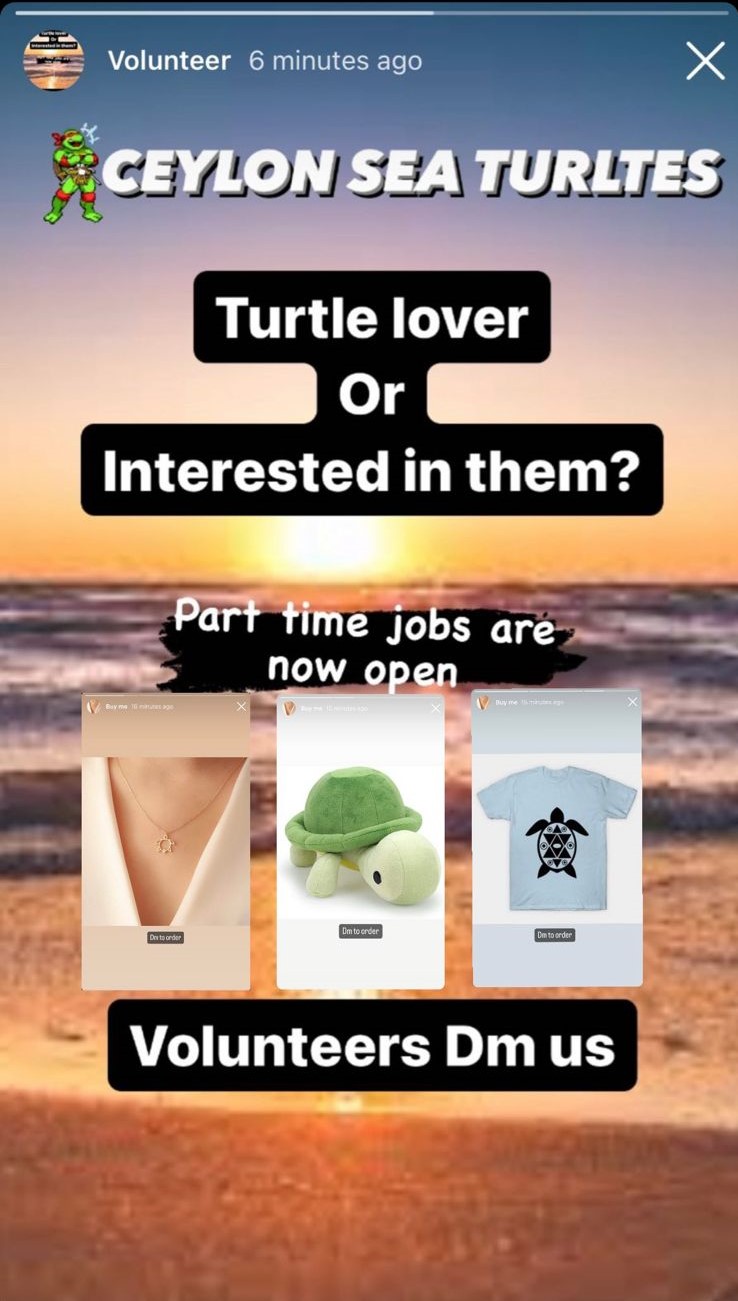 Volunteer 6 minutes ago
CEYLON SEA TURLTES
Turtle lover
Or
Interested in them?
Part time jobs are
now open
Buy me 15 minutes ago
Buy me 15 minutes ago
Buy me 15 minutes ago
Dm to order
Dm to order
Dm to order
Volunteers Dm us